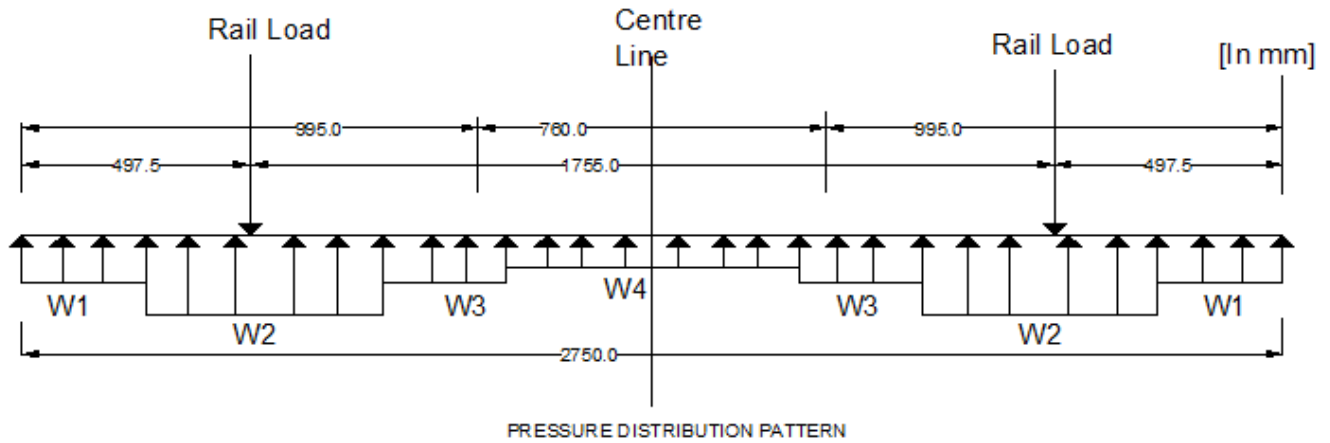 Rail Load
Centre
Line
Rail Load
[In mm]
995.0
760.0
995.0
497.5
1755.0
497.5
W1
W2
W3
W4
W3
W2
W1
2750.0
PRESSURE DISTRIBUTION PATTERN